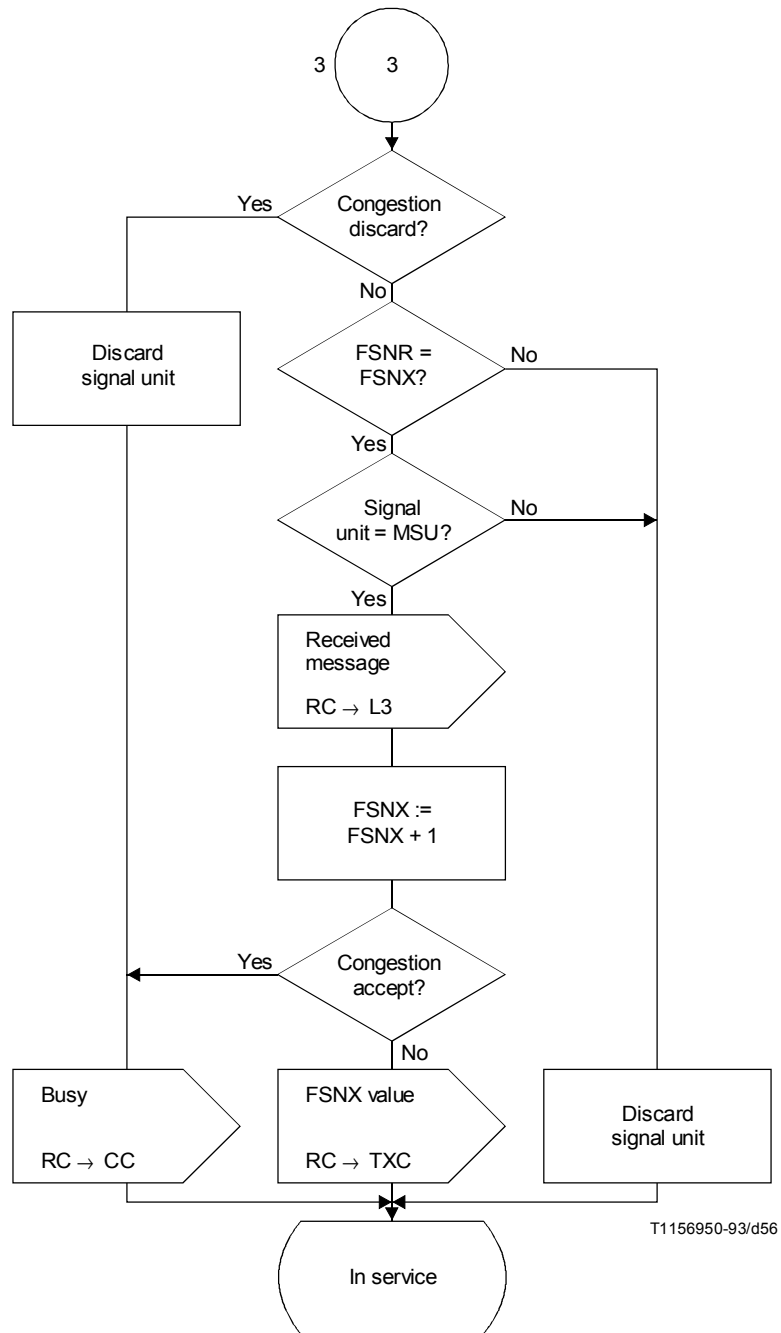 3
3
Yes
Congestion
discard?
No
Discard
signal unit
FSNR =
FSNX?
No
Yes
Signal
unit = MSU?
No
Yes
Received
message
RC → L3
FSNX :=
FSNX + 1
Yes
Congestion
accept?
No
Busy
RC → CC
FSNX value
RC → TXC
Discard
signal unit
T1156950-93/d56
In service